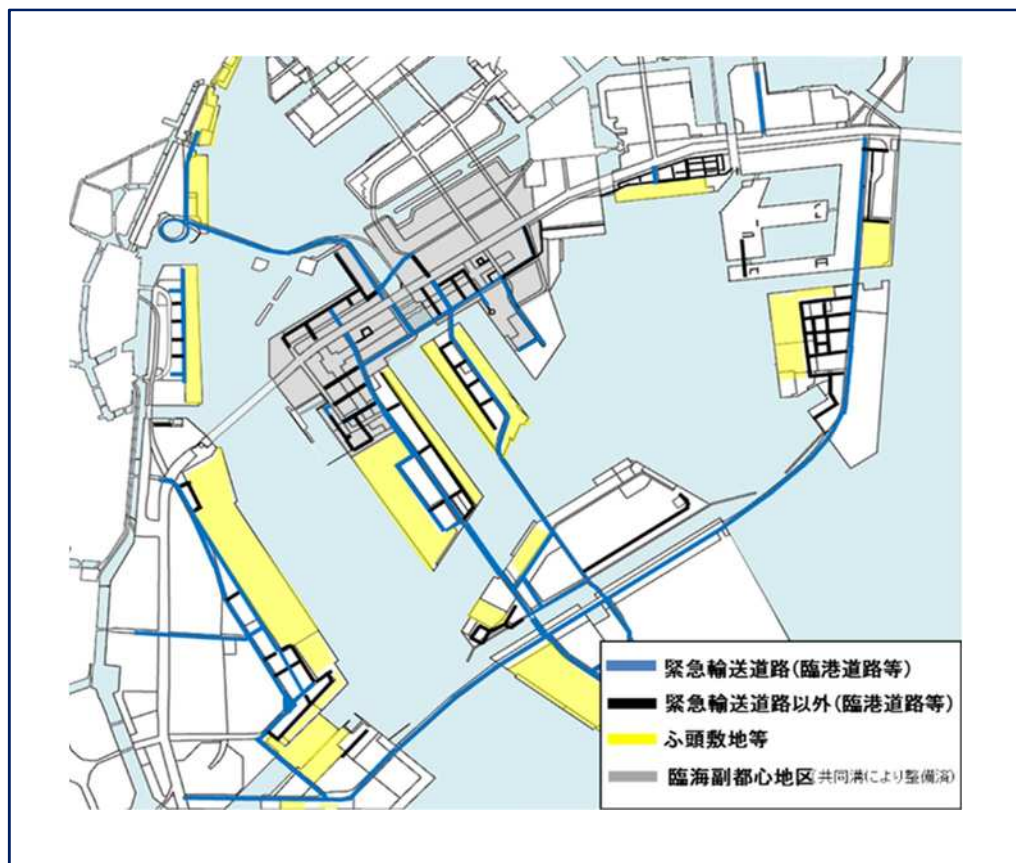 緊急輸送道路(臨港道路等)
緊急輸送道路以外(臨港道路等)
ふ頭敷地等
臨海副都心地区(共同溝により整備済)